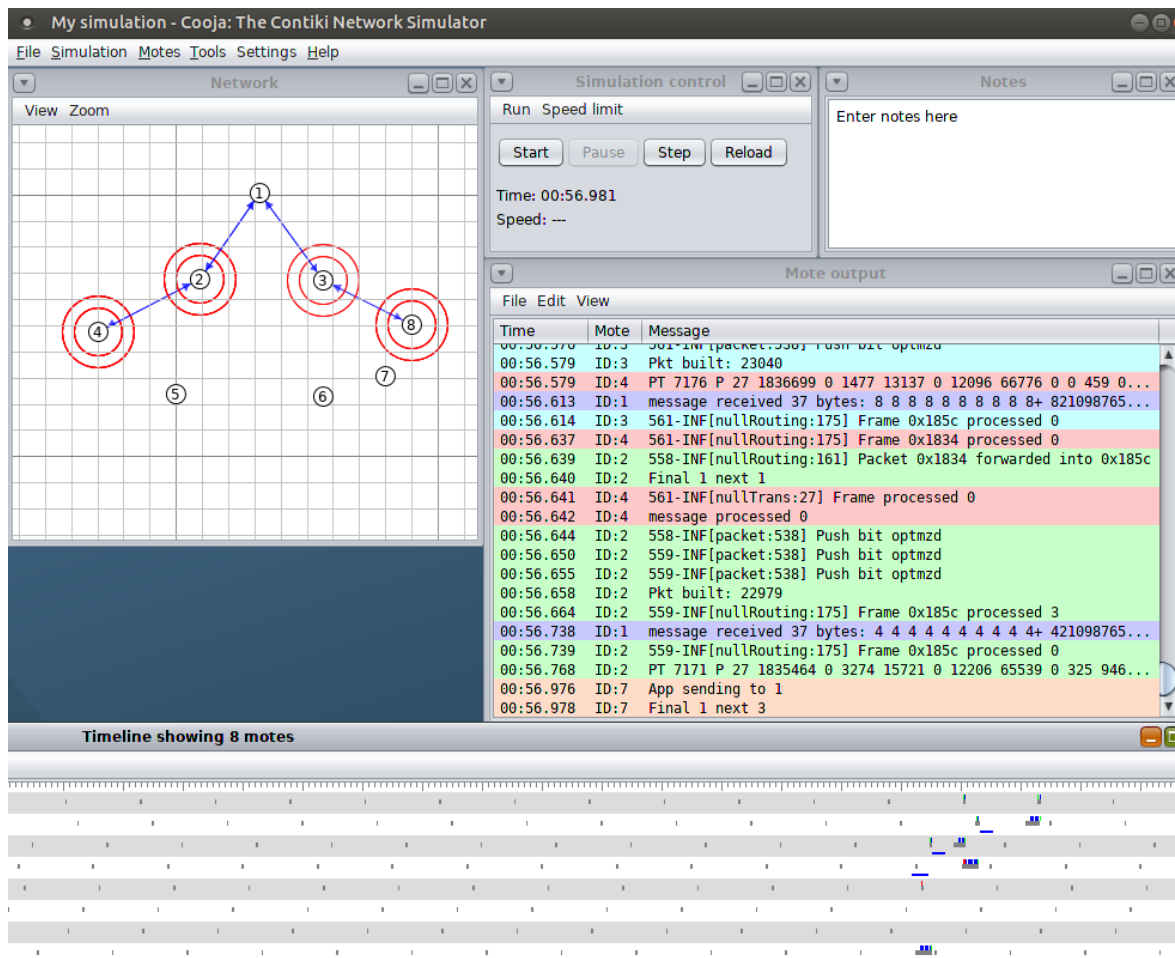 My simulation - Cooja: The Contiki Network Simulator
File Simulation Motes Tools Settings Help
Network
View Zoom
1
2
3
4
8
7
5
6
Simulation control
Run Speed limit
Start Pause Step Reload
Time: 00:56.981
Speed: ---
Notes
Enter notes here
Mote output
File Edit View
Time Mote Message
00:56.576 ID:3 561-INF[packet:538] Push bit optmzd
00:56.579 ID:3 Pkt built: 23040
00:56.579 ID:4 PT 7176 P 27 1836699 0 1477 13137 0 12096 66776 0 0 459 0...
00:56.613 ID:1 message received 37 bytes: 8 8 8 8 8 8 8 8 8 8+ 821098765...
00:56.614 ID:3 561-INF[nullRouting:175] Frame 0x185c processed 0
00:56.637 ID:4 561-INF[nullRouting:175] Frame 0x1834 processed 0
00:56.639 ID:2 558-INF[nullRouting:161] Packet 0x1834 forwarded into 0x185c
00:56.640 ID:2 Final 1 next 1
00:56.641 ID:4 561-INF[nullTrans:27] Frame processed 0
00:56.642 ID:4 message processed 0
00:56.644 ID:2 558-INF[packet:538] Push bit optmzd
00:56.650 ID:2 559-INF[packet:538] Push bit optmzd
00:56.655 ID:2 559-INF[packet:538] Push bit optmzd
00:56.658 ID:2 Pkt built: 22979
00:56.664 ID:2 559-INF[nullRouting:175] Frame 0x185c processed 3
00:56.738 ID:1 message received 37 bytes: 4 4 4 4 4 4 4 4 4 4+ 421098765...
00:56.739 ID:2 559-INF[nullRouting:175] Frame 0x185c processed 0
00:56.768 ID:2 PT 7171 P 27 1835464 0 3274 15721 0 12206 65539 0 325 946...
00:56.976 ID:7 App sending to 1
00:56.978 ID:7 Final 1 next 3
Timeline showing 8 motes